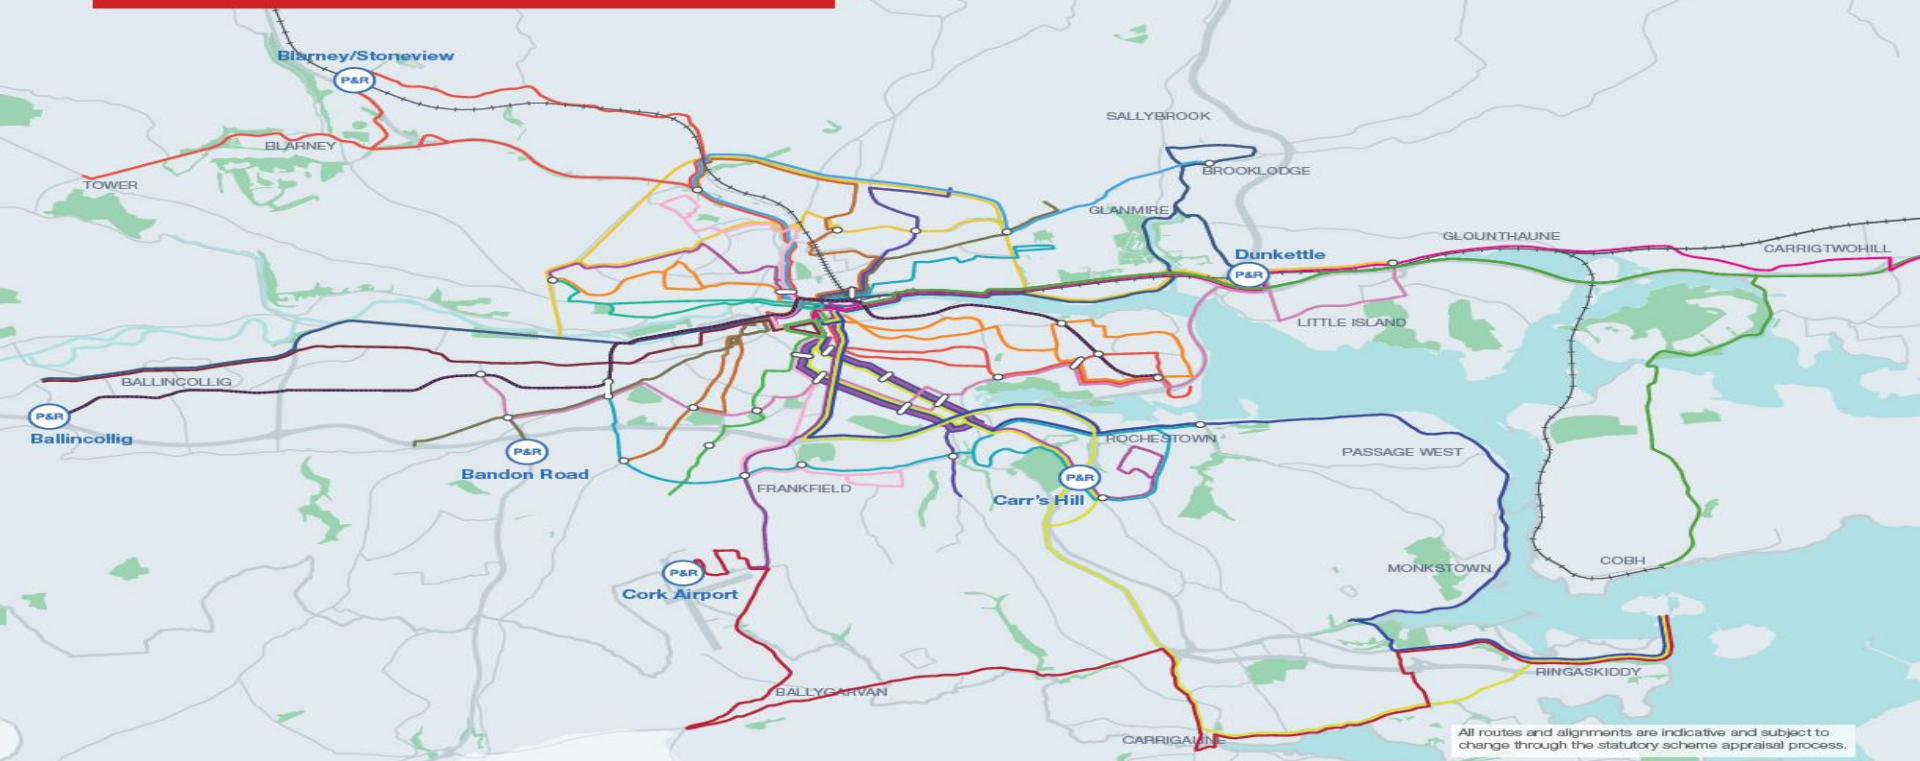 Blarney/Stoneview
P&R
SALLYBROOK
BLARNEY
BROOKLODGE
TOWER
GLANMIRE
GLOUNTHAUNE
CARRIGTWOHILL
Dunkettle
P&R
LITTLE ISLAND
BALLINCOLLIG
P&R
Ballincollig
ROCHESTOWN
PASSAGE WEST
P&R
Bandon Road
FRANKFIELD
P&R
Carr's Hill
COBH
MONKSTOWN
P&R
Cork Airport
RINGASKIDDY
BALLYGARVAN
CARRIGALINE
All routes and alignments are indicative and subject to
change through the statutory scheme appraisal process.